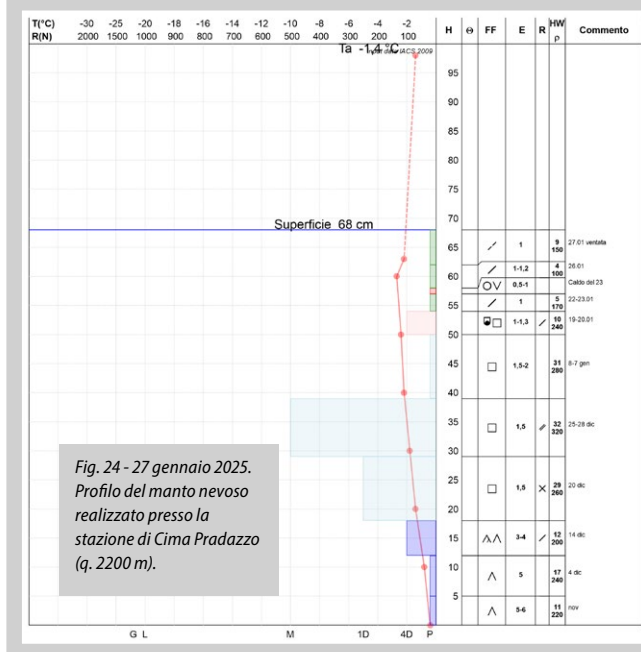 T(°C) -30 -24 -22 -20 -18 -16 -14 -12 -10 -8 -6 -4 -2 H Θ FF E R HW ρ Commento
R(N) 2000 1500 1200 1000 900 800 700 600 500 400 300 200 100
Ta -1.4 °C
IACS 2009
95
90
85
80
75
70
Superficie 68 cm
65 1 9 150 27.01 ventata
60 1-1,2 4 100 26.01
0,5-1 Caldo del 23
55 1 5 170 22-23.01
50 1-1,3 10 240 19-20.01
45 1,5-2 31 280 8-7 gen
40
35 1,5 32 320 25-28 dic
30
25 1,5 29 260 20 dic
20
15 3-4 12 200 14 dic
10 5 17 240 4 dic
5 5-6 11 220 nov
G L M 1D 4D P
Fig. 24 - 27 gennaio 2025.
Profilo del manto nevoso
realizzato presso la
stazione di Cima Pradazzo
(q. 2200 m).